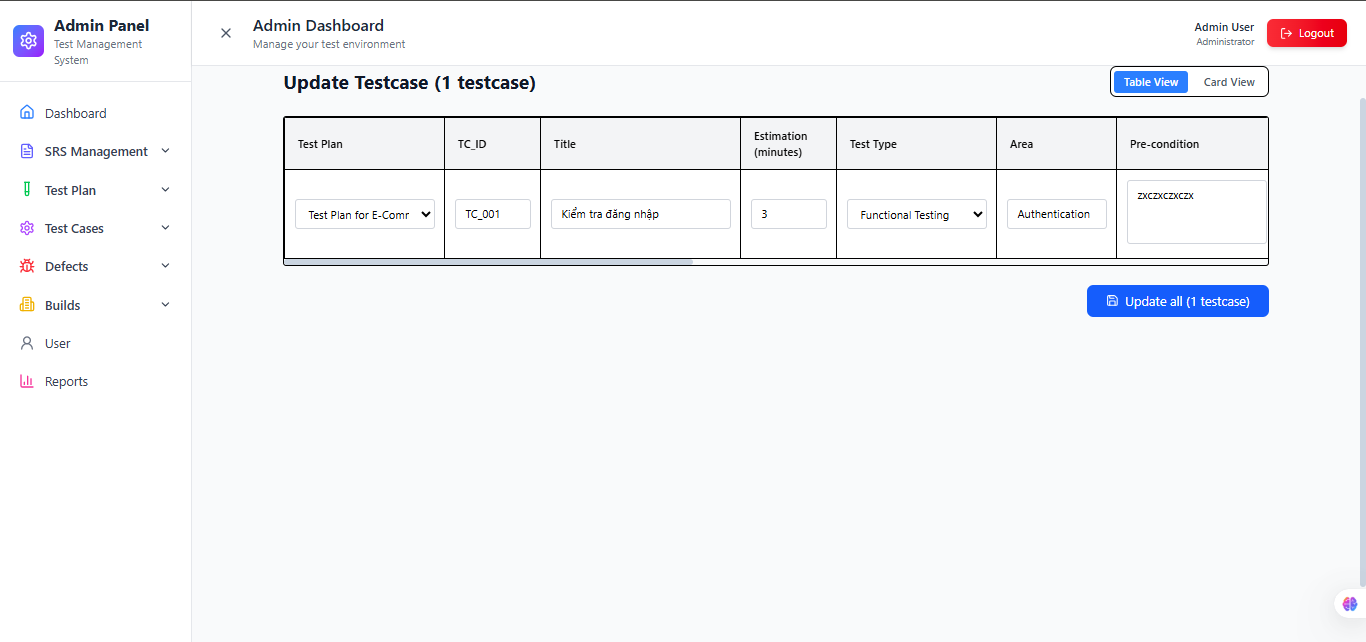 Admin Panel
Test Management
System
Dashboard
SRS Management
Test Plan
Test Cases
Defects
Builds
User
Reports
Admin Dashboard
Manage your test environment
Admin User
Administrator
Logout
Update Testcase (1 testcase)
Table View
Card View
Test Plan
TC_ID
Title
Estimation
(minutes)
Test Type
Area
Pre-condition
Test Plan for E-Comr
TC_001
Kiểm tra đăng nhập
3
Functional Testing
Authentication
zxczxczxczx
Update all (1 testcase)